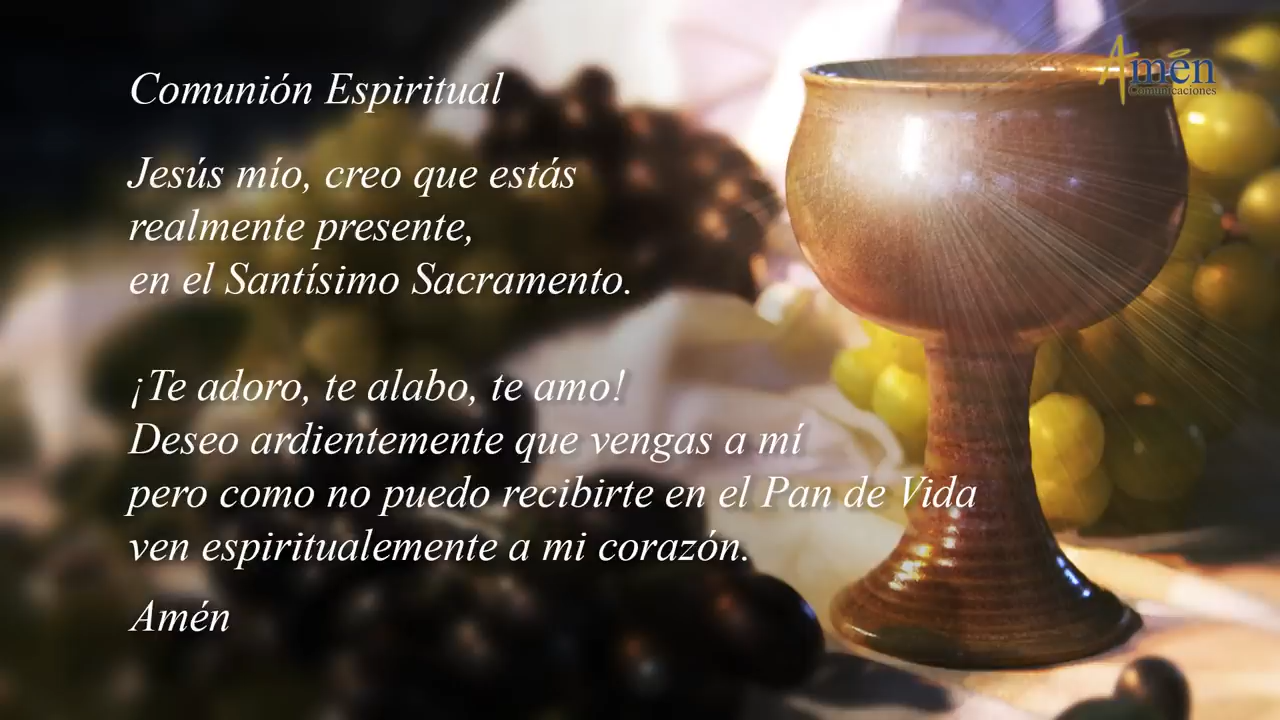 Amén
Comunicaciones
Comunión Espiritual
Jesús mío, creo que estás
realmente presente,
en el Santísimo Sacramento.
¡Te adoro, te alabo, te amo!
Deseo ardientemente que vengas a mí
pero como no puedo recibirte en el Pan de Vida
ven espiritualemente a mi corazón.
Amén